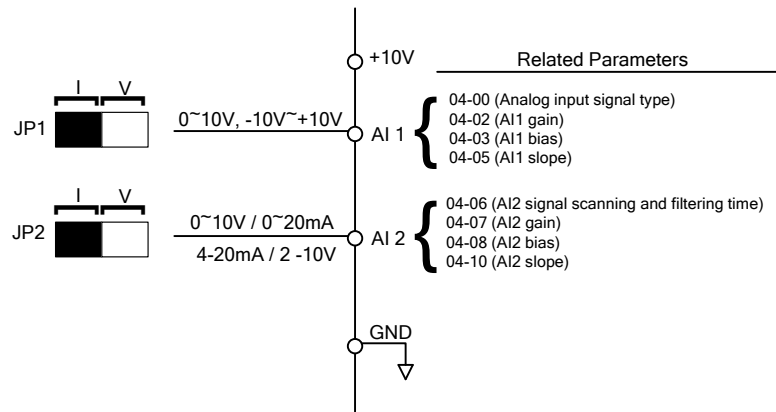 +10V
Related Parameters
I V
JP1
0~10V, -10V~+10V
AI 1
04-00 (Analog input signal type)
04-02 (AI1 gain)
04-03 (AI1 bias)
04-05 (AI1 slope)
I V
JP2
0~10V / 0~20mA
4-20mA / 2 -10V
AI 2
04-06 (AI2 signal scanning and filtering time)
04-07 (AI2 gain)
04-08 (AI2 bias)
04-10 (AI2 slope)
GND